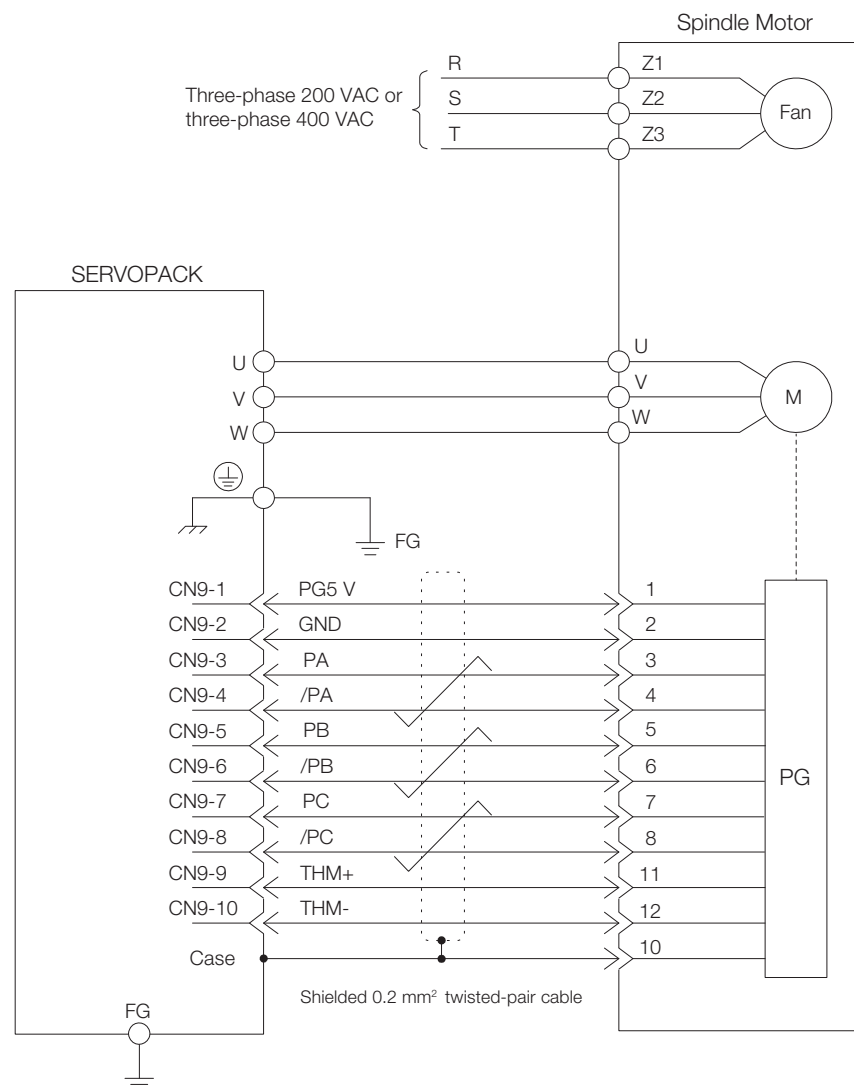 Spindle Motor
Three-phase 200 VAC or
three-phase 400 VAC
R
Z1
S
Z2
T
Z3
Fan
SERVOPACK
U
U
V
V
W
W
M
FG
CN9-1
PG5 V
1
CN9-2
GND
2
CN9-3
PA
3
CN9-4
/PA
4
CN9-5
PB
5
CN9-6
/PB
6
CN9-7
PC
7
CN9-8
/PC
8
CN9-9
THM+
11
CN9-10
THM-
12
Case
10
PG
Shielded 0.2 mm² twisted-pair cable
FG